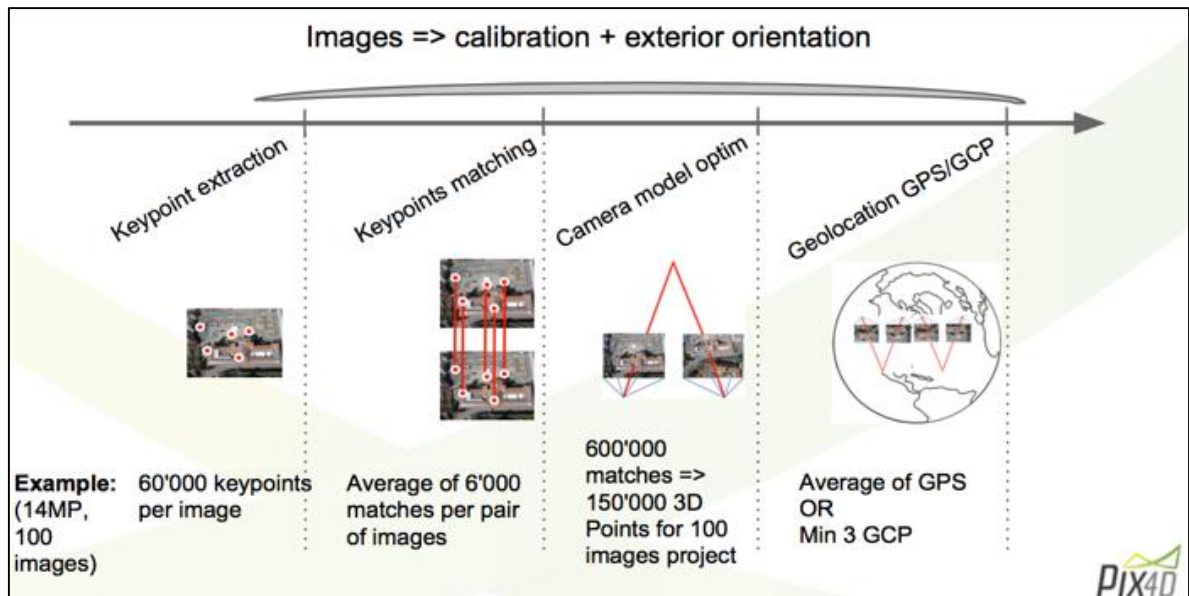 Images => calibration + exterior orientation
Keypoint extraction
Keypoints matching
Camera model optim
Geolocation GPS/GCP
Example:
(14MP,
100
images)
60'000 keypoints
per image
Average of 6'000
matches per pair
of images
600'000
matches =>
150'000 3D
Points for 100
images project
Average of GPS
OR
Min 3 GCP
PIX4D